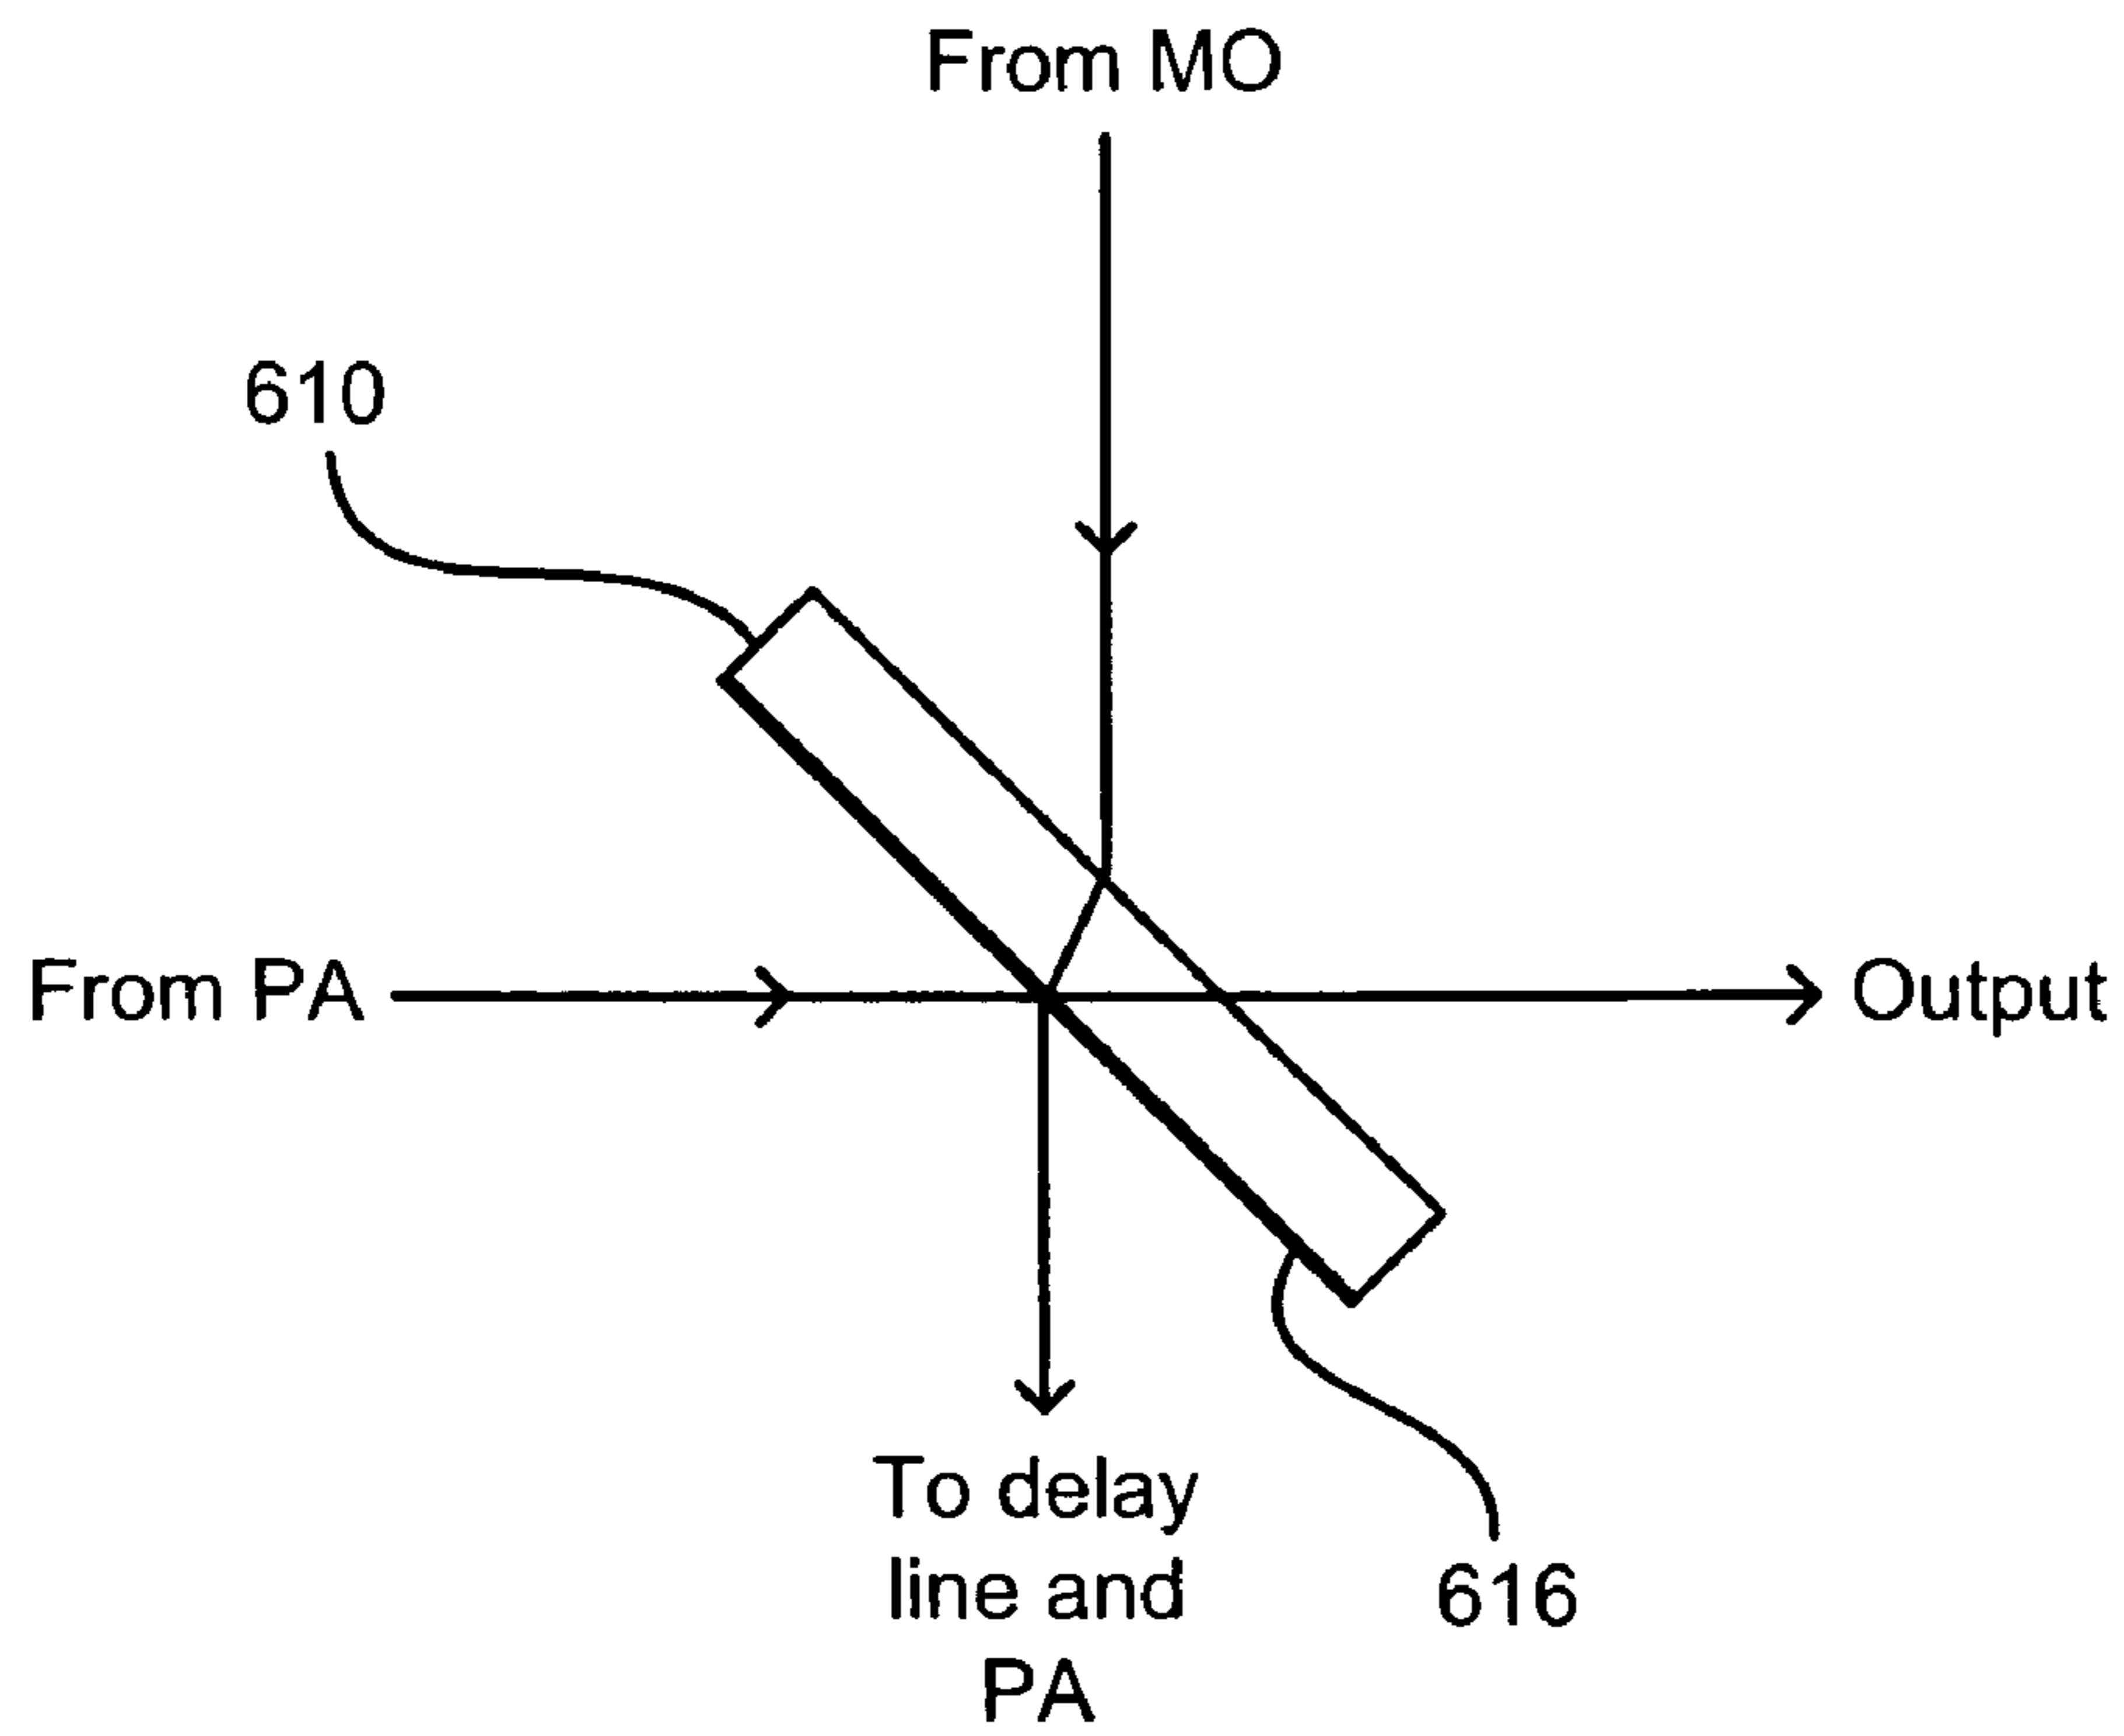 From MO
610
From PA
Output
To delay
line and
PA
616